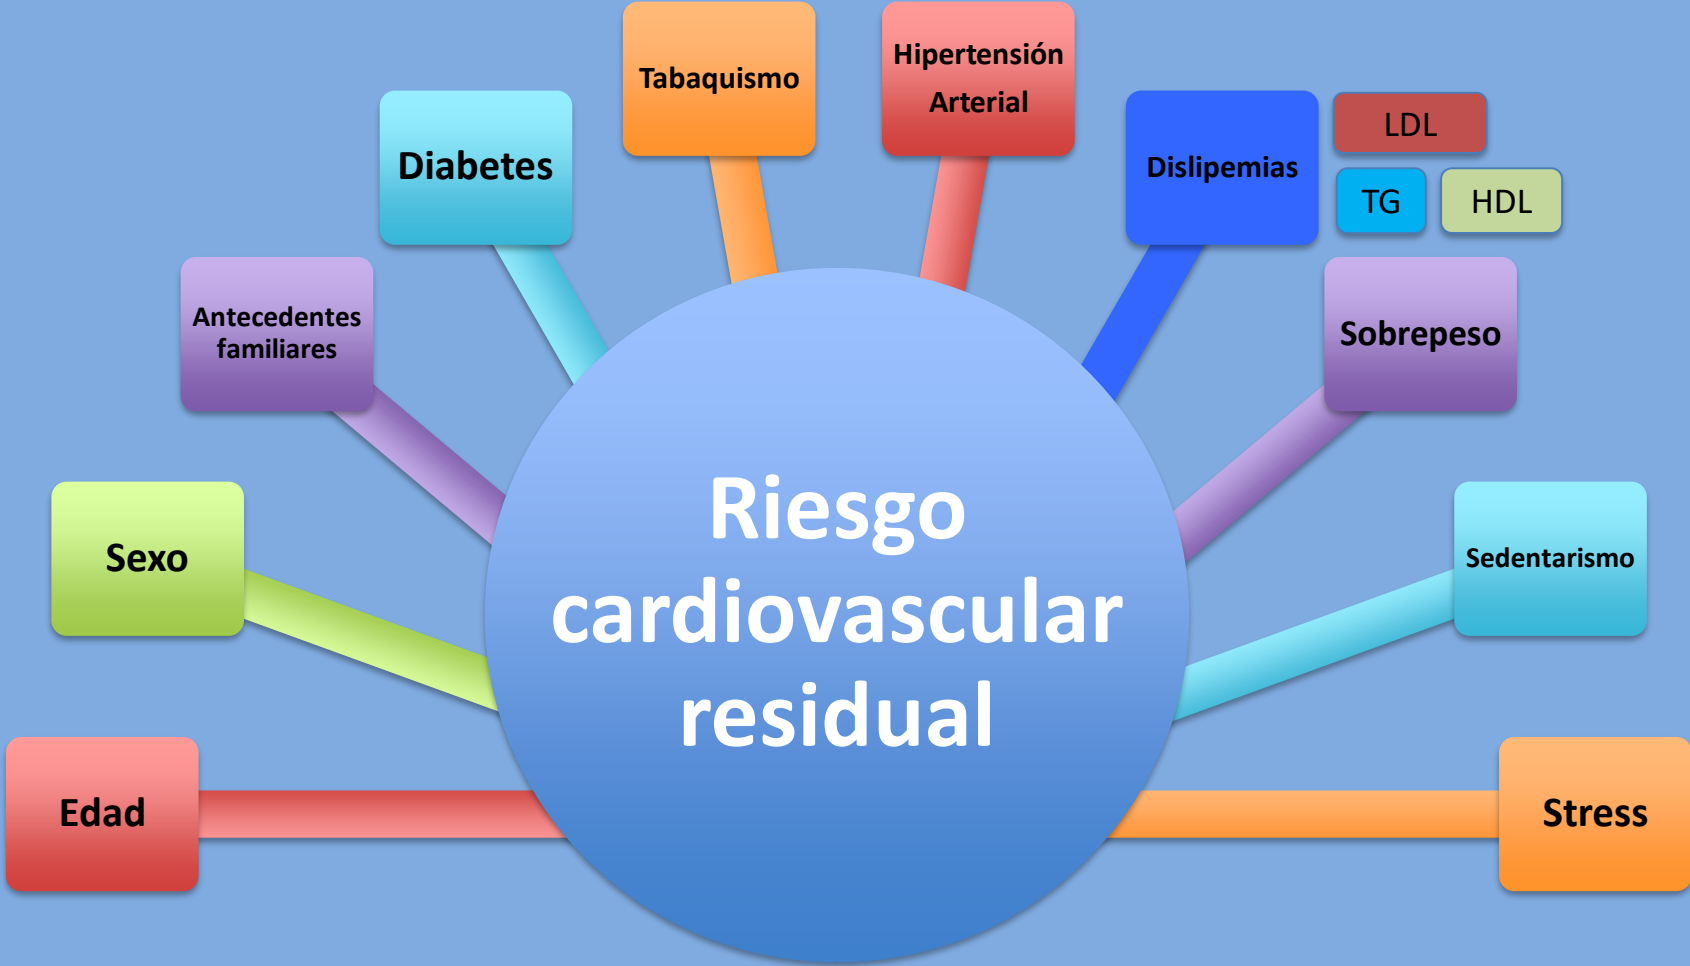 Tabaquismo
Hipertensión
Arterial
Diabetes
Dislipemias
LDL
TG
HDL
Antecedentes
familiares
Sobrepeso
Sexo
Sedentarismo
Edad
Stress
Riesgo
cardiovascular
residual